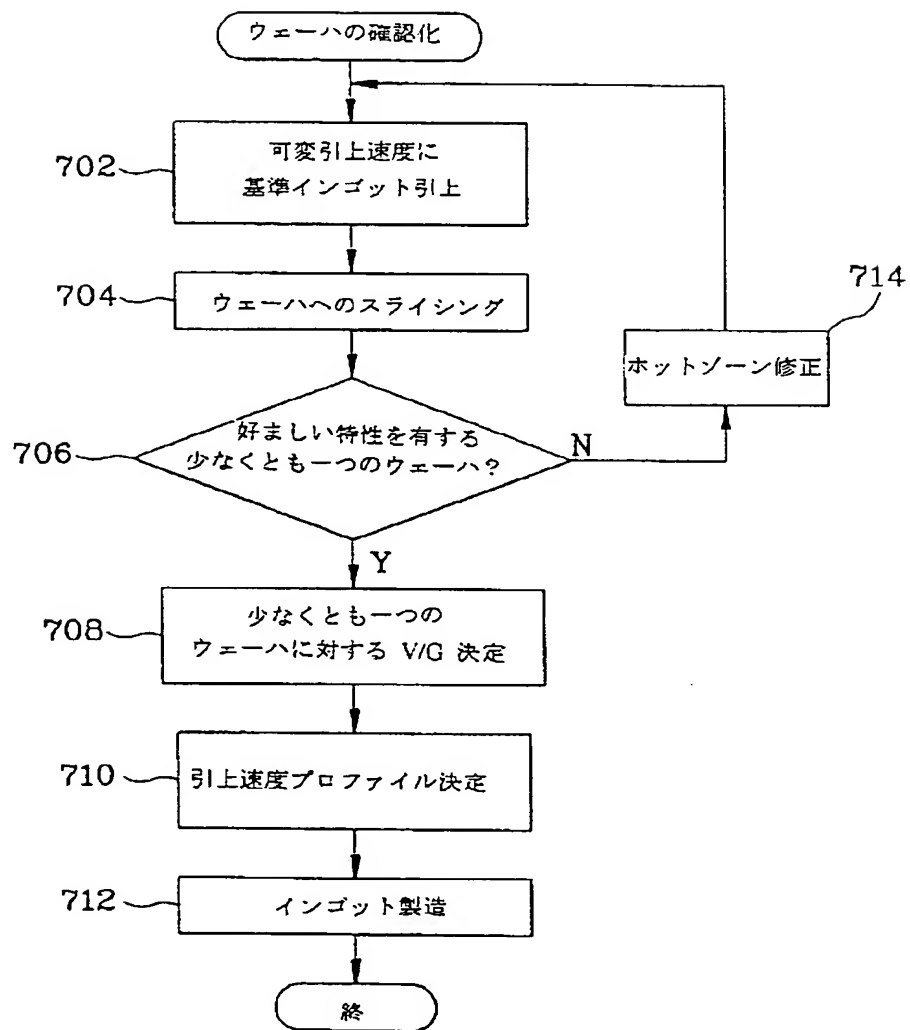 ウェーハの確認化
702
可変引上速度に
基準インゴット引上
704
ウェーハへのスライシング
714
ホットゾーン修正
706
好ましい特性を有する
少なくとも一つのウェーハ?
N
Y
708
少なくとも一つの
ウェーハに対する V/G 決定
710
引上速度プロファイル決定
712
インゴット製造
終